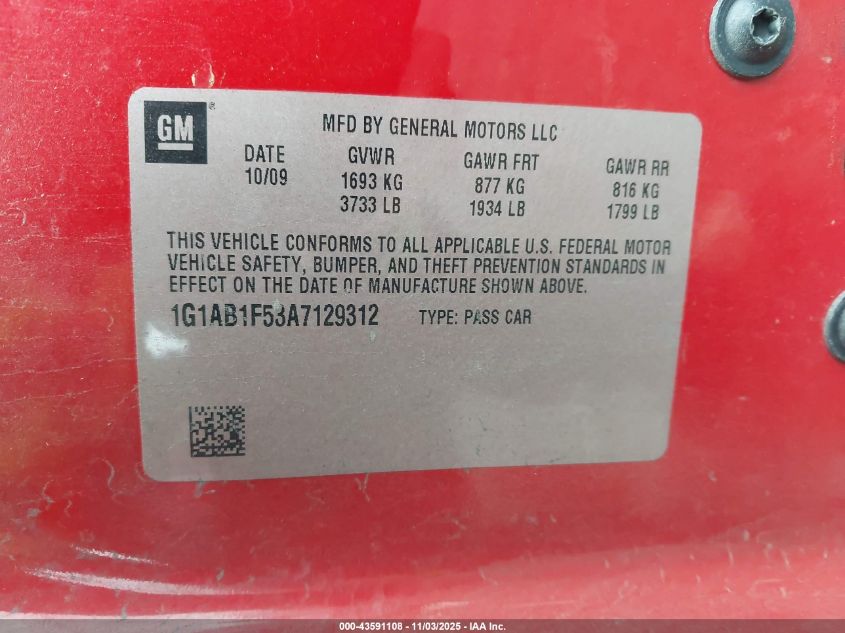 GM®
MFD BY GENERAL MOTORS LLC
DATE GVWR GAWR FRT GAWR RR
10/09 1693 KG 877 KG 816 KG
3733 LB 1934 LB 1799 LB
THIS VEHICLE CONFORMS TO ALL APPLICABLE U.S. FEDERAL MOTOR
VEHICLE SAFETY, BUMPER, AND THEFT PREVENTION STANDARDS IN
EFFECT ON THE DATE OF MANUFACTURE SHOWN ABOVE.
1G1AB1F53A7129312 TYPE: PASS CAR
000-43591108 - 11/03/2025 - IAA Inc.